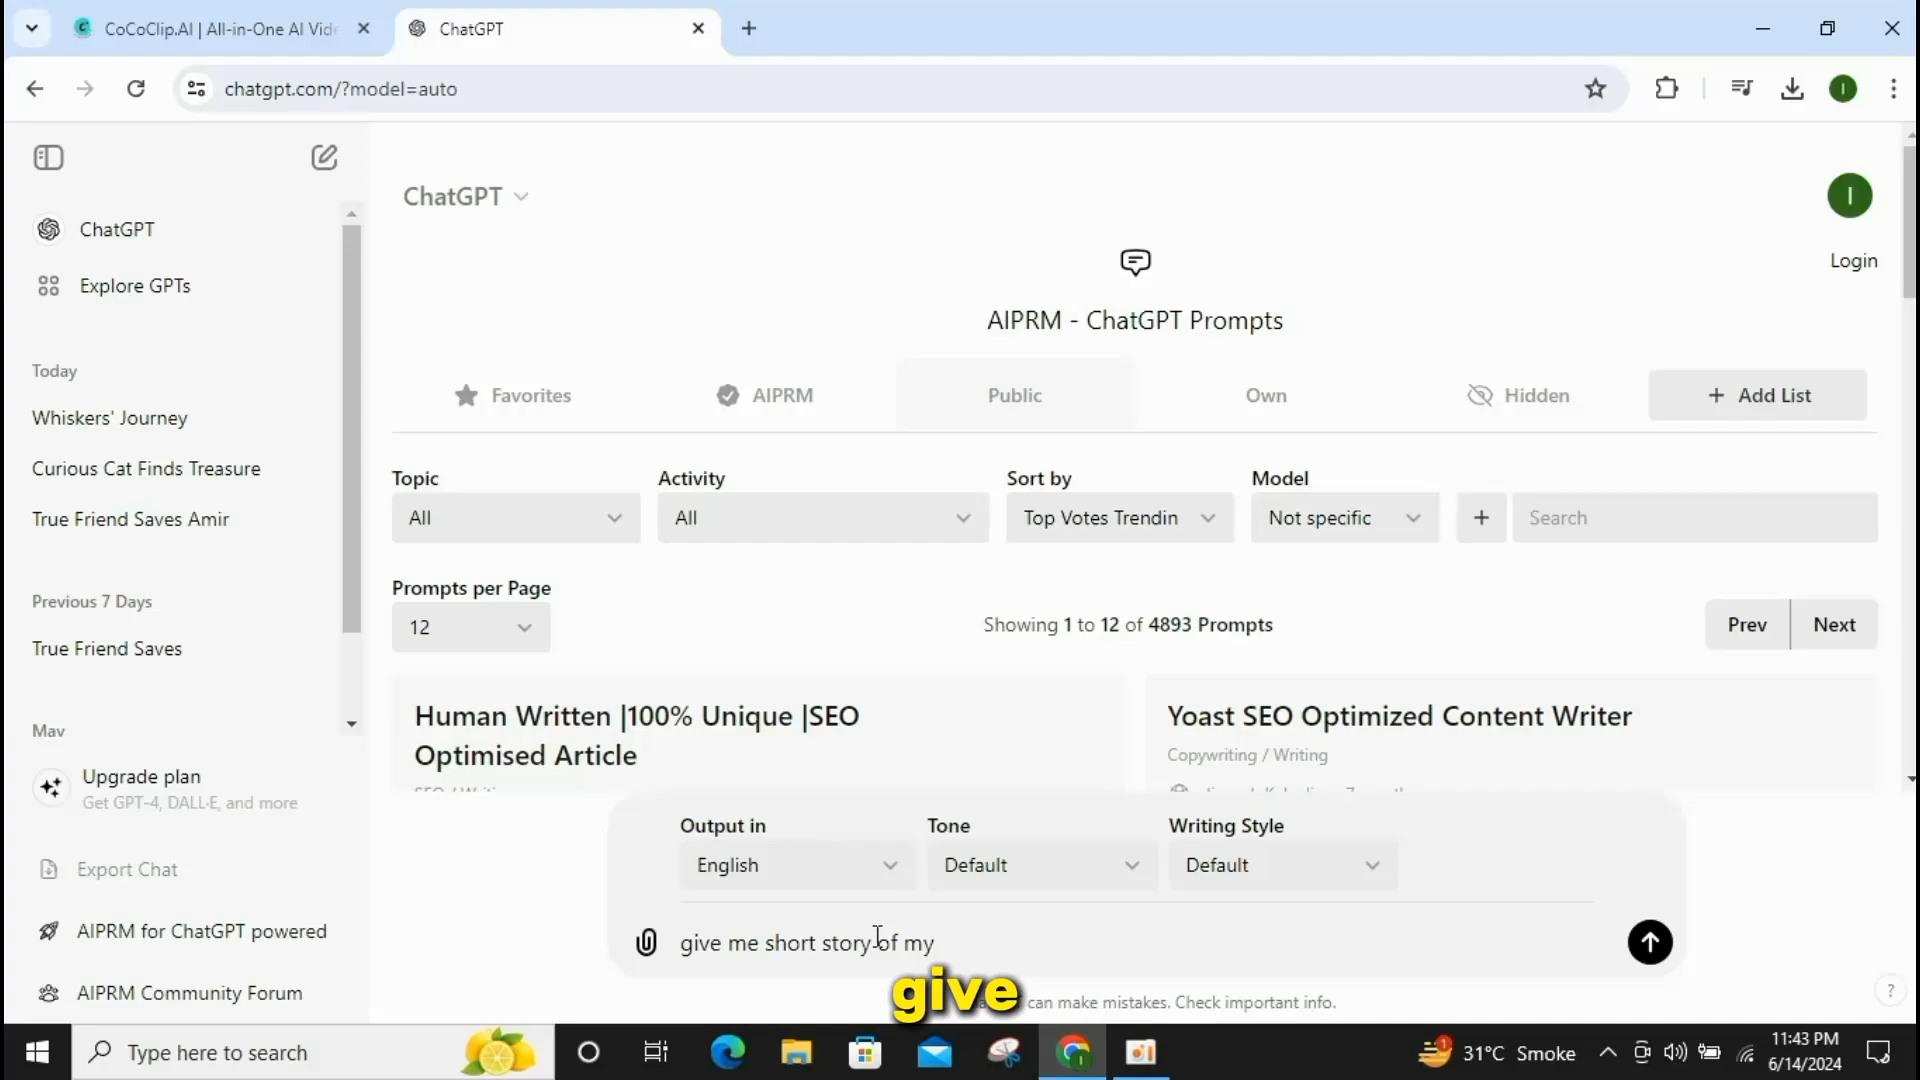 CoCoClip.AI | All-in-One AI Vide
ChatGPT
chatgpt.com/?model=auto
I
ChatGPT
I
Login
ChatGPT
Explore GPTs
AIPRM - ChatGPT Prompts
Today
Whiskers' Journey
Curious Cat Finds Treasure
True Friend Saves Amir
Previous 7 Days
True Friend Saves
May
Upgrade plan
Get GPT-4, DALL·E, and more
Export Chat
AIPRM for ChatGPT powered
AIPRM Community Forum
Favorites
AIPRM
Public
Own
Hidden
+ Add List
Topic
Activity
Sort by
Model
All
All
Top Votes Trendin
Not specific
+
Search
Prompts per Page
12
Showing 1 to 12 of 4893 Prompts
Prev
Next
Human Written |100% Unique |SEO
Optimised Article
Yoast SEO Optimized Content Writer
Copywriting / Writing
Output in
Tone
Writing Style
English
Default
Default
give me short story of my
give
can make mistakes. Check important info.
?
Type here to search
1
31°C Smoke
11:43 PM
6/14/2024